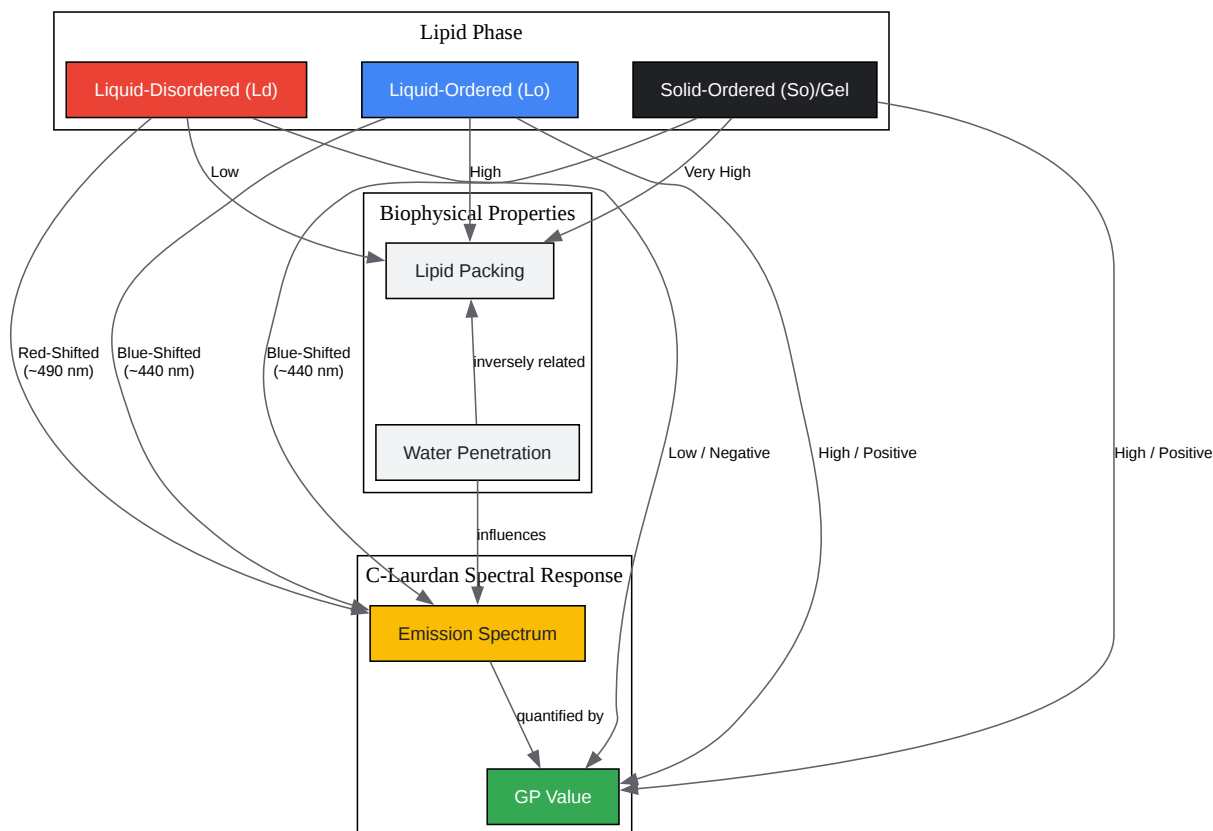 Lipid Phase
Liquid-Disordered (Ld)
Liquid-Ordered (Lo)
Solid-Ordered (So)/Gel
Low
High
Very High
Biophysical Properties
Lipid Packing
Red-Shifted
(~490 nm)
Blue-Shifted
(~440 nm)
Blue-Shifted
(~440 nm)
inversely related
Water Penetration
Low / Negative
High / Positive
High / Positive
influences
C-Laurdan Spectral Response
Emission Spectrum
quantified by
GP Value